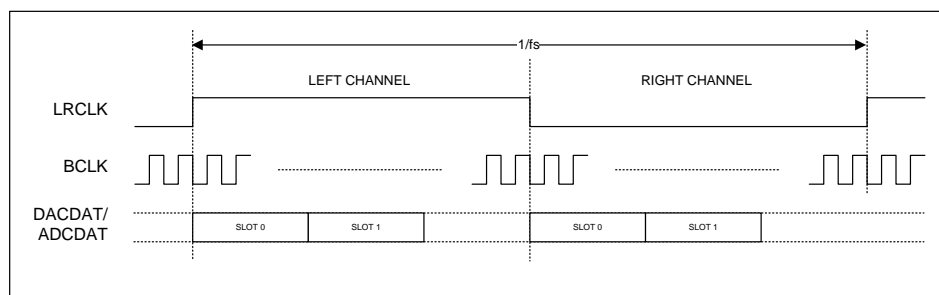 1/fs
LEFT CHANNEL RIGHT CHANNEL
LRCLK
BCLK
DACDAT/
ADCDAT
SLOT 0 SLOT 1 SLOT 0 SLOT 1